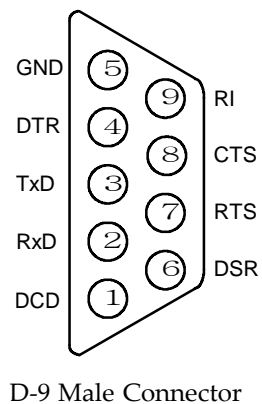 GND 5
9 RI
DTR 4
8 CTS
TxD 3
7 RTS
RxD 2
6 DSR
DCD 1
D-9 Male Connector